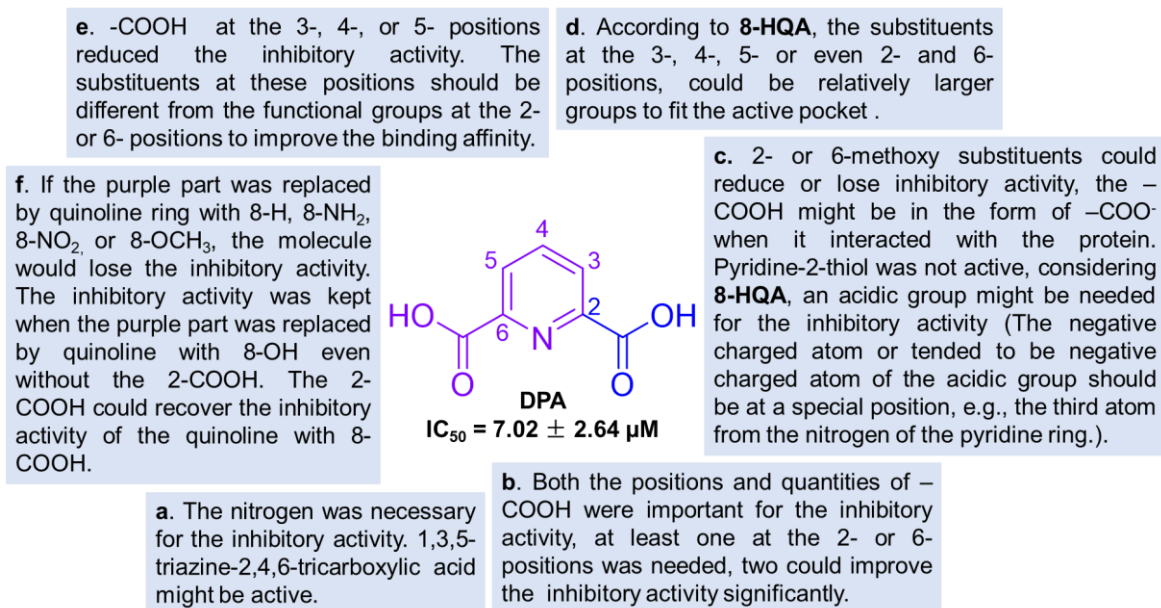 e. -COOH at the 3-, 4-, or 5- positions
reduced the inhibitory activity. The
substituents at these positions should be
different from the functional groups at the 2-
or 6- positions to improve the binding affinity.
d. According to 8-HQA, the substituents
at the 3-, 4-, 5- or even 2- and 6-
positions, could be relatively larger
groups to fit the active pocket .
f. If the purple part was replaced
by quinoline ring with 8-H, 8-NH₂,
8-NO₂, or 8-OCH₃, the molecule
would lose the inhibitory activity.
The inhibitory activity was kept
when the purple part was replaced
by quinoline with 8-OH even
without the 2-COOH. The 2-
COOH could recover the inhibitory
activity of the quinoline with 8-
COOH.
4
5
3
HO
6
N
2
OH
O
O
DPA
IC₅₀ = 7.02 ± 2.64 μM
c. 2- or 6-methoxy substituents could
reduce or lose inhibitory activity, the –
COOH might be in the form of –COO⁻
when it interacted with the protein.
Pyridine-2-thiol was not active, considering
8-HQA, an acidic group might be needed
for the inhibitory activity (The negative
charged atom or tended to be negative
charged atom of the acidic group should
be at a special position, e.g., the third atom
from the nitrogen of the pyridine ring.).
a. The nitrogen was necessary
for the inhibitory activity. 1,3,5-
triazine-2,4,6-tricarboxylic acid
might be active.
b. Both the positions and quantities of –
COOH were important for the inhibitory
activity, at least one at the 2- or 6-
positions was needed, two could improve
the inhibitory activity significantly.